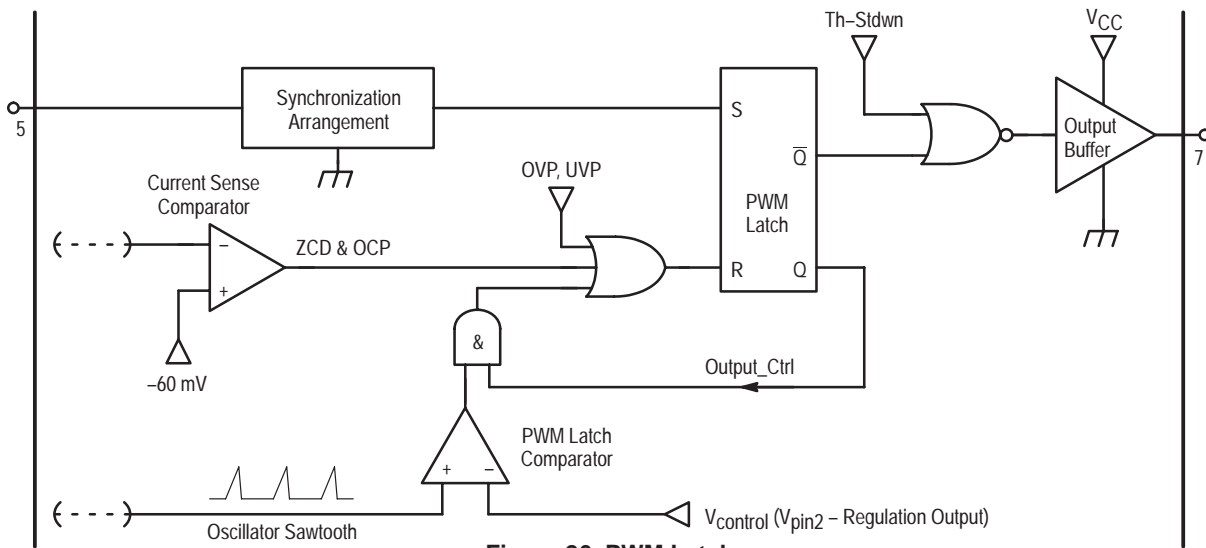 Th–Stdwn
VCC
5
Synchronization
Arrangement
S
Q
PWM
Latch
R
Q
Output
Buffer
7
Current Sense
Comparator
–
+
–60 mV
ZCD & OCP
OVP, UVP
&
Output_Ctrl
PWM Latch
Comparator
+
–
Oscillator Sawtooth
Vcontrol (Vpin2 – Regulation Output)